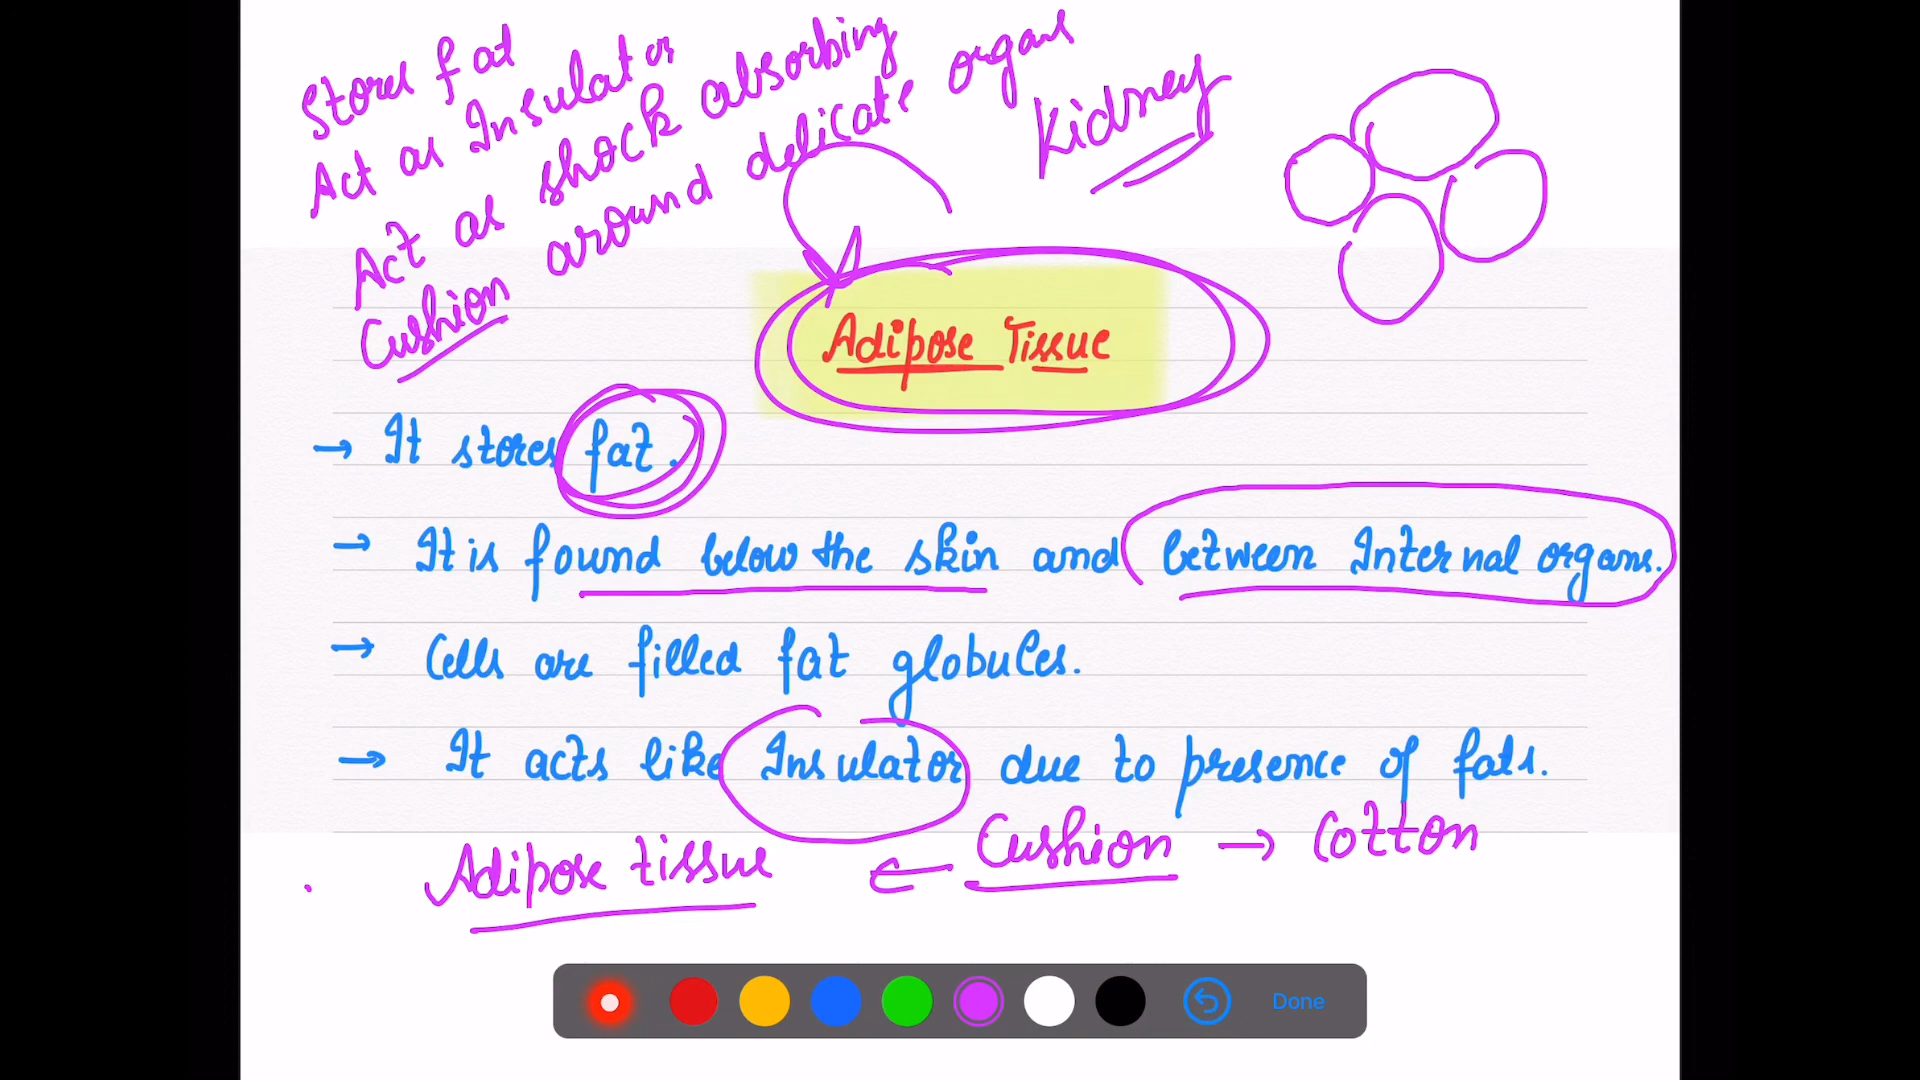 Stores fat
Act as Insulator
Act as shock absorbing
Cushion around delicate organs
Kidney
Adipose Tissue
→ It stores fat.
→ It is found below the skin and between Internal organs.
→ Cells are filled fat globules.
→ It acts like Insulator due to presence of fats.
Adipose tissue ← Cushion → Cotton
Done